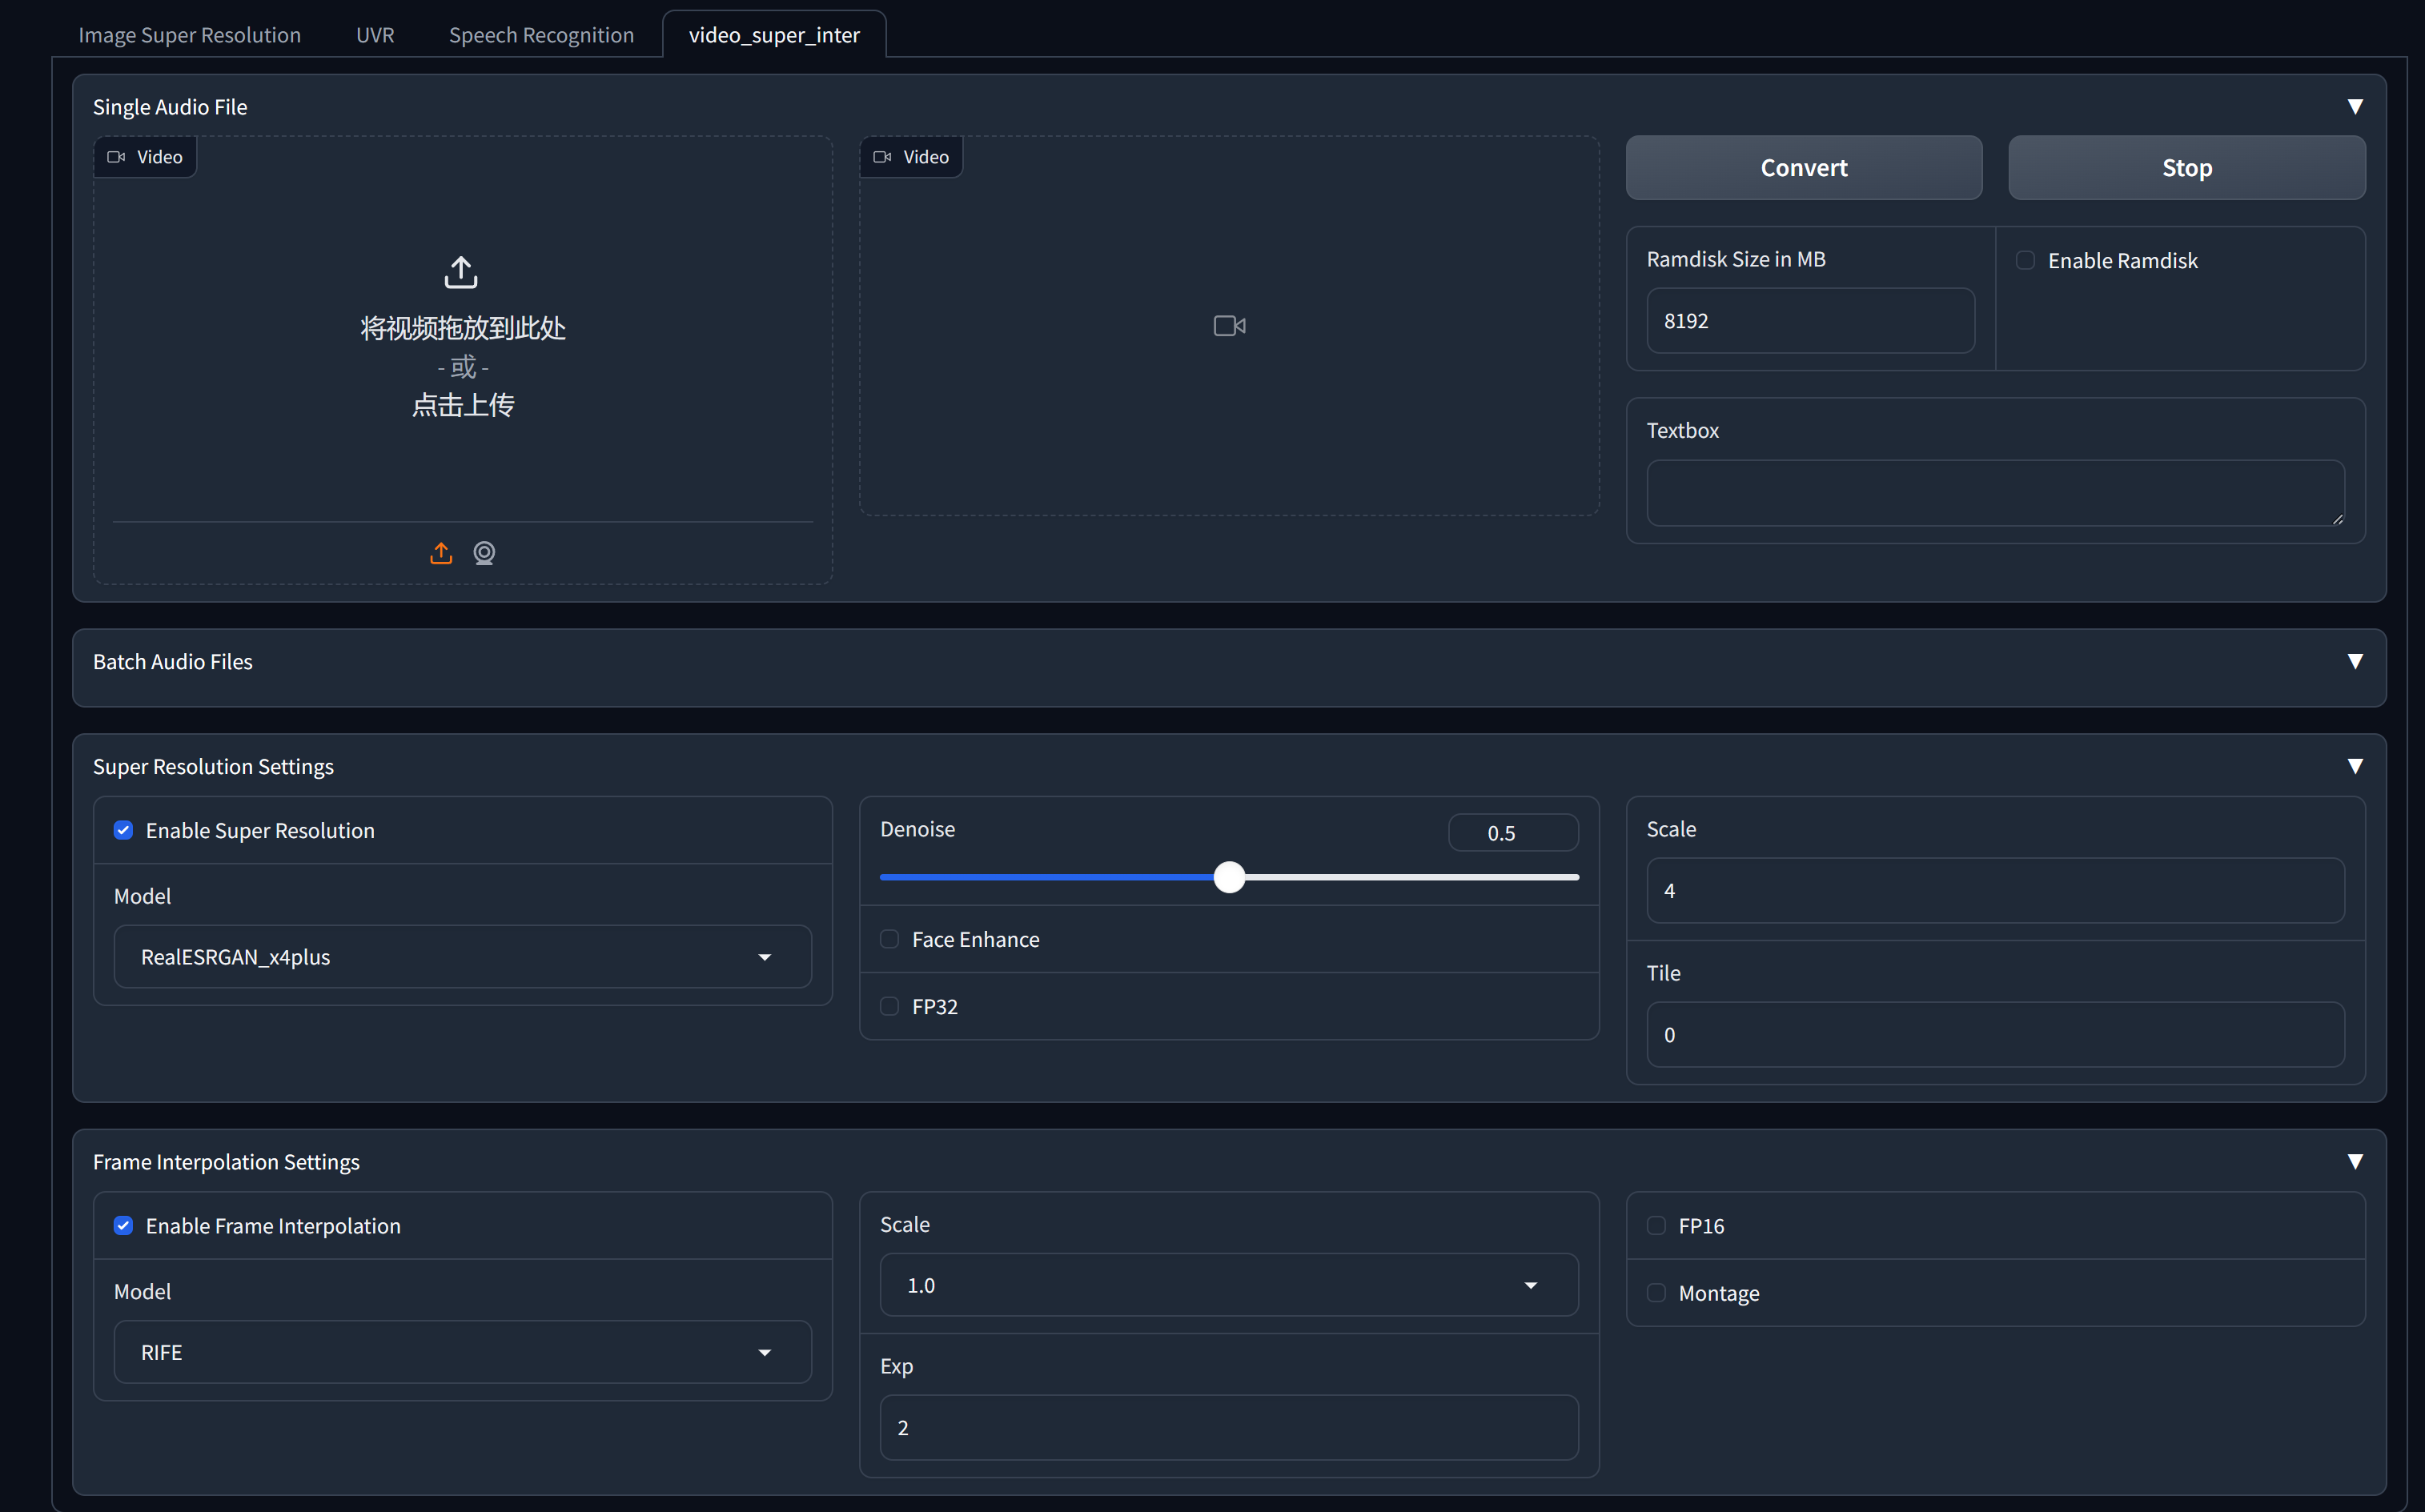 Image Super Resolution
UVR
Speech Recognition
video_super_inter
Single Audio File
Video
将视频拖放到此处
- 或 -
点击上传
Video
Convert
Stop
Ramdisk Size in MB
8192
Enable Ramdisk
Textbox
Batch Audio Files
Super Resolution Settings
Enable Super Resolution
Model
RealESRGAN_x4plus
Denoise
0.5
Face Enhance
FP32
Scale
4
Tile
0
Frame Interpolation Settings
Enable Frame Interpolation
Model
RIFE
Scale
1.0
Exp
2
FP16
Montage